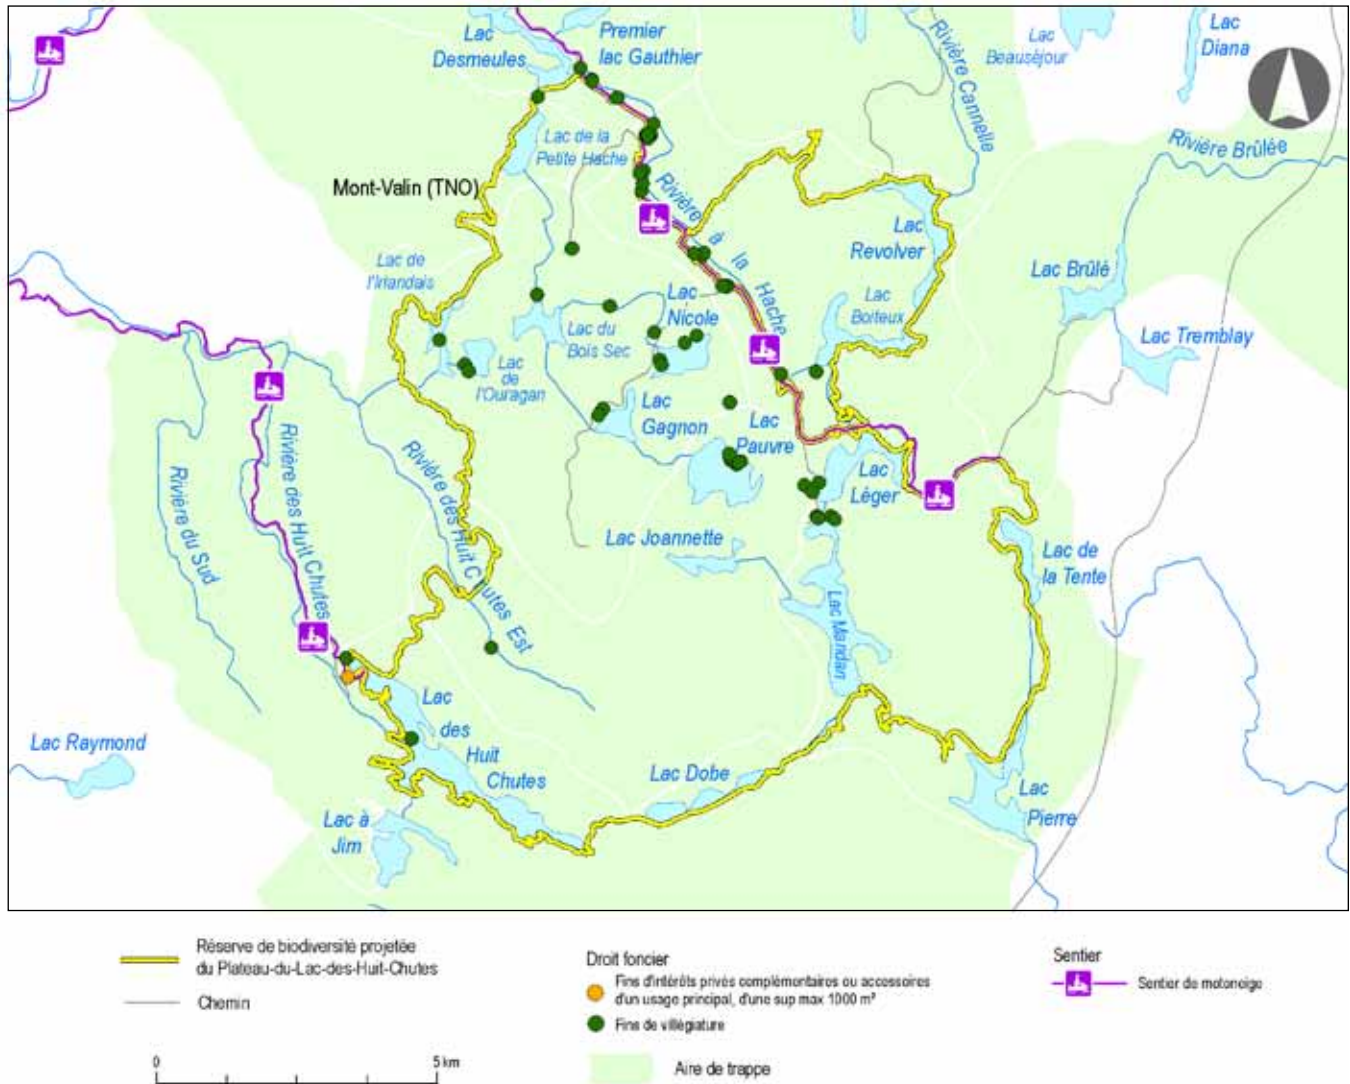 Lac
Desmeules
Premier
lac Gauthier
Rivière Cannelle
Lac
Beauséjour
Lac
Diana
Rivière Brûlée
Lac de la
Petite Hache
Mont-Valin (TNO)
Rivière à la Hache
Lac
Revolver
Lac Brûlé
Lac de
l'Irlandais
Lac
Nicole
Lac
Boiteux
Lac du
Bois Sec
Lac Tremblay
Lac
de
l'Ouragan
Lac
Gagnon
Lac
Pauvre
Lac
Léger
Rivière du Sud
Rivière des Huit Chutes
Rivière des Huit Chutes Est
Lac Joannette
Lac de
la Tente
Lac Mandan
Lac Raymond
Lac
des
Huit
Chutes
Lac Dobe
Lac
Pierre
Lac à
Jim
Réserve de biodiversité projetée
du Plateau-du-Lac-des-Huit-Chutes
Chemin
0 5 km
Droit foncier
Fins d'intérêts privés complémentaires ou accessoires
d'un usage principal, d'une sup max 1000 m²
Fins de villégiature
Aire de trappe
Sentier
Sentier de motoneige